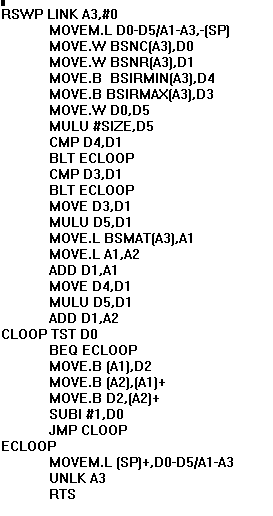 RSWP LINK A3,#0
MOVEM.L D0-D5/A1-A3,-(SP)
MOVE.W BSNC(A3),D0
MOVE.W BSNR(A3),D1
MOVE.B BSIRMIN(A3),D4
MOVE.B BSIRMAX(A3),D3
MOVE.W D0,D5
MULU #SIZE,D5
CMP D4,D1
BLT ECLOOP
CMP D3,D1
BLT ECLOOP
MOVE D3,D1
MULU D5,D1
MOVE.L BSMAT(A3),A1
MOVE.L A1,A2
ADD D1,A1
MOVE D4,D1
MULU D5,D1
ADD D1,A2
CLOOP TST D0
BEQ ECLOOP
MOVE.B (A1),D2
MOVE.B (A2),(A1)+
MOVE.B D2,(A2)+
SUBI #1,D0
JMP CLOOP
ECLOOP
MOVEM.L (SP)+,D0-D5/A1-A3
UNLK A3
RTS